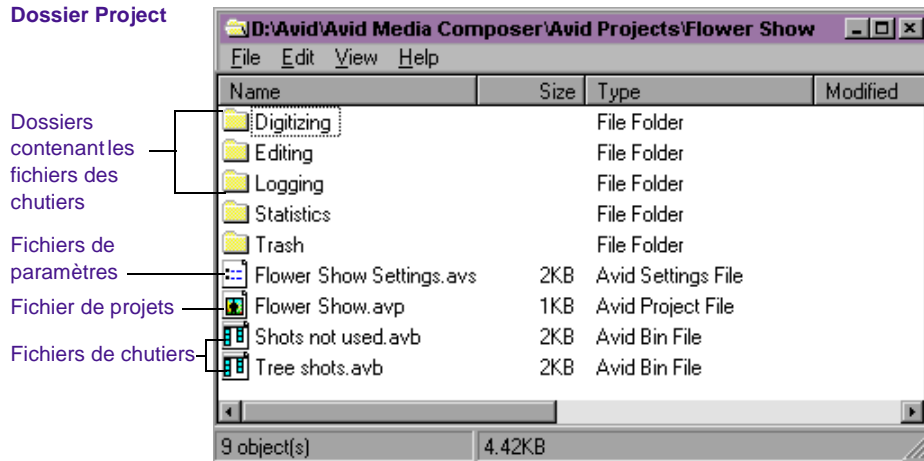 Dossier Project
D:\Avid\Avid Media Composer\Avid Projects\Flower Show
File Edit View Help
Name Size Type Modified
Dossiers
contenant les
fichiers des
chutiers
Digitizing File Folder
Editing File Folder
Logging File Folder
Statistics File Folder
Trash File Folder
Fichiers de
paramètres
Flower Show Settings.avs 2KB Avid Settings File
Fichier de projets
Flower Show.avp 1KB Avid Project File
Fichiers de chutiers
Shots not used.avb 2KB Avid Bin File
Tree shots.avb 2KB Avid Bin File
9 object(s) 4.42KB